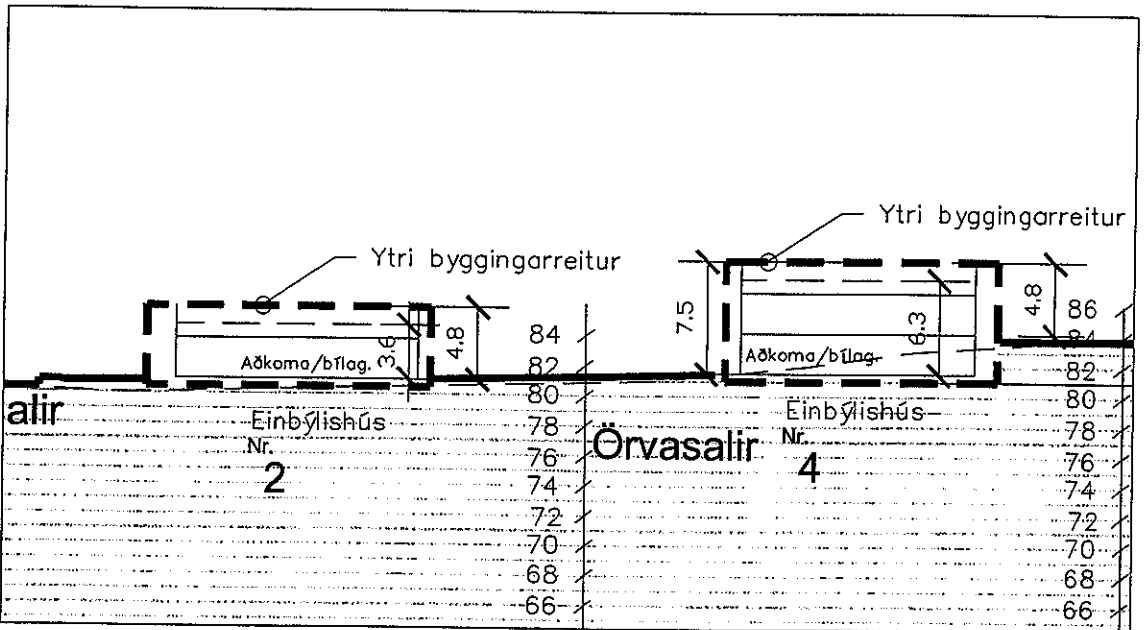 Ytri byggingarreitur
Ytri byggingarreitur
7.5
6.3
4.8
86
84
82
80
78
76
74
72
70
68
66
3.6
4.8
84
82
80
78
76
74
72
70
68
66
Aðkoma/bílag.
Aðkoma/bílag.
alir
Einbýlishús
Nr.
2
Örvasalir
Einbýlishús
Nr.
4